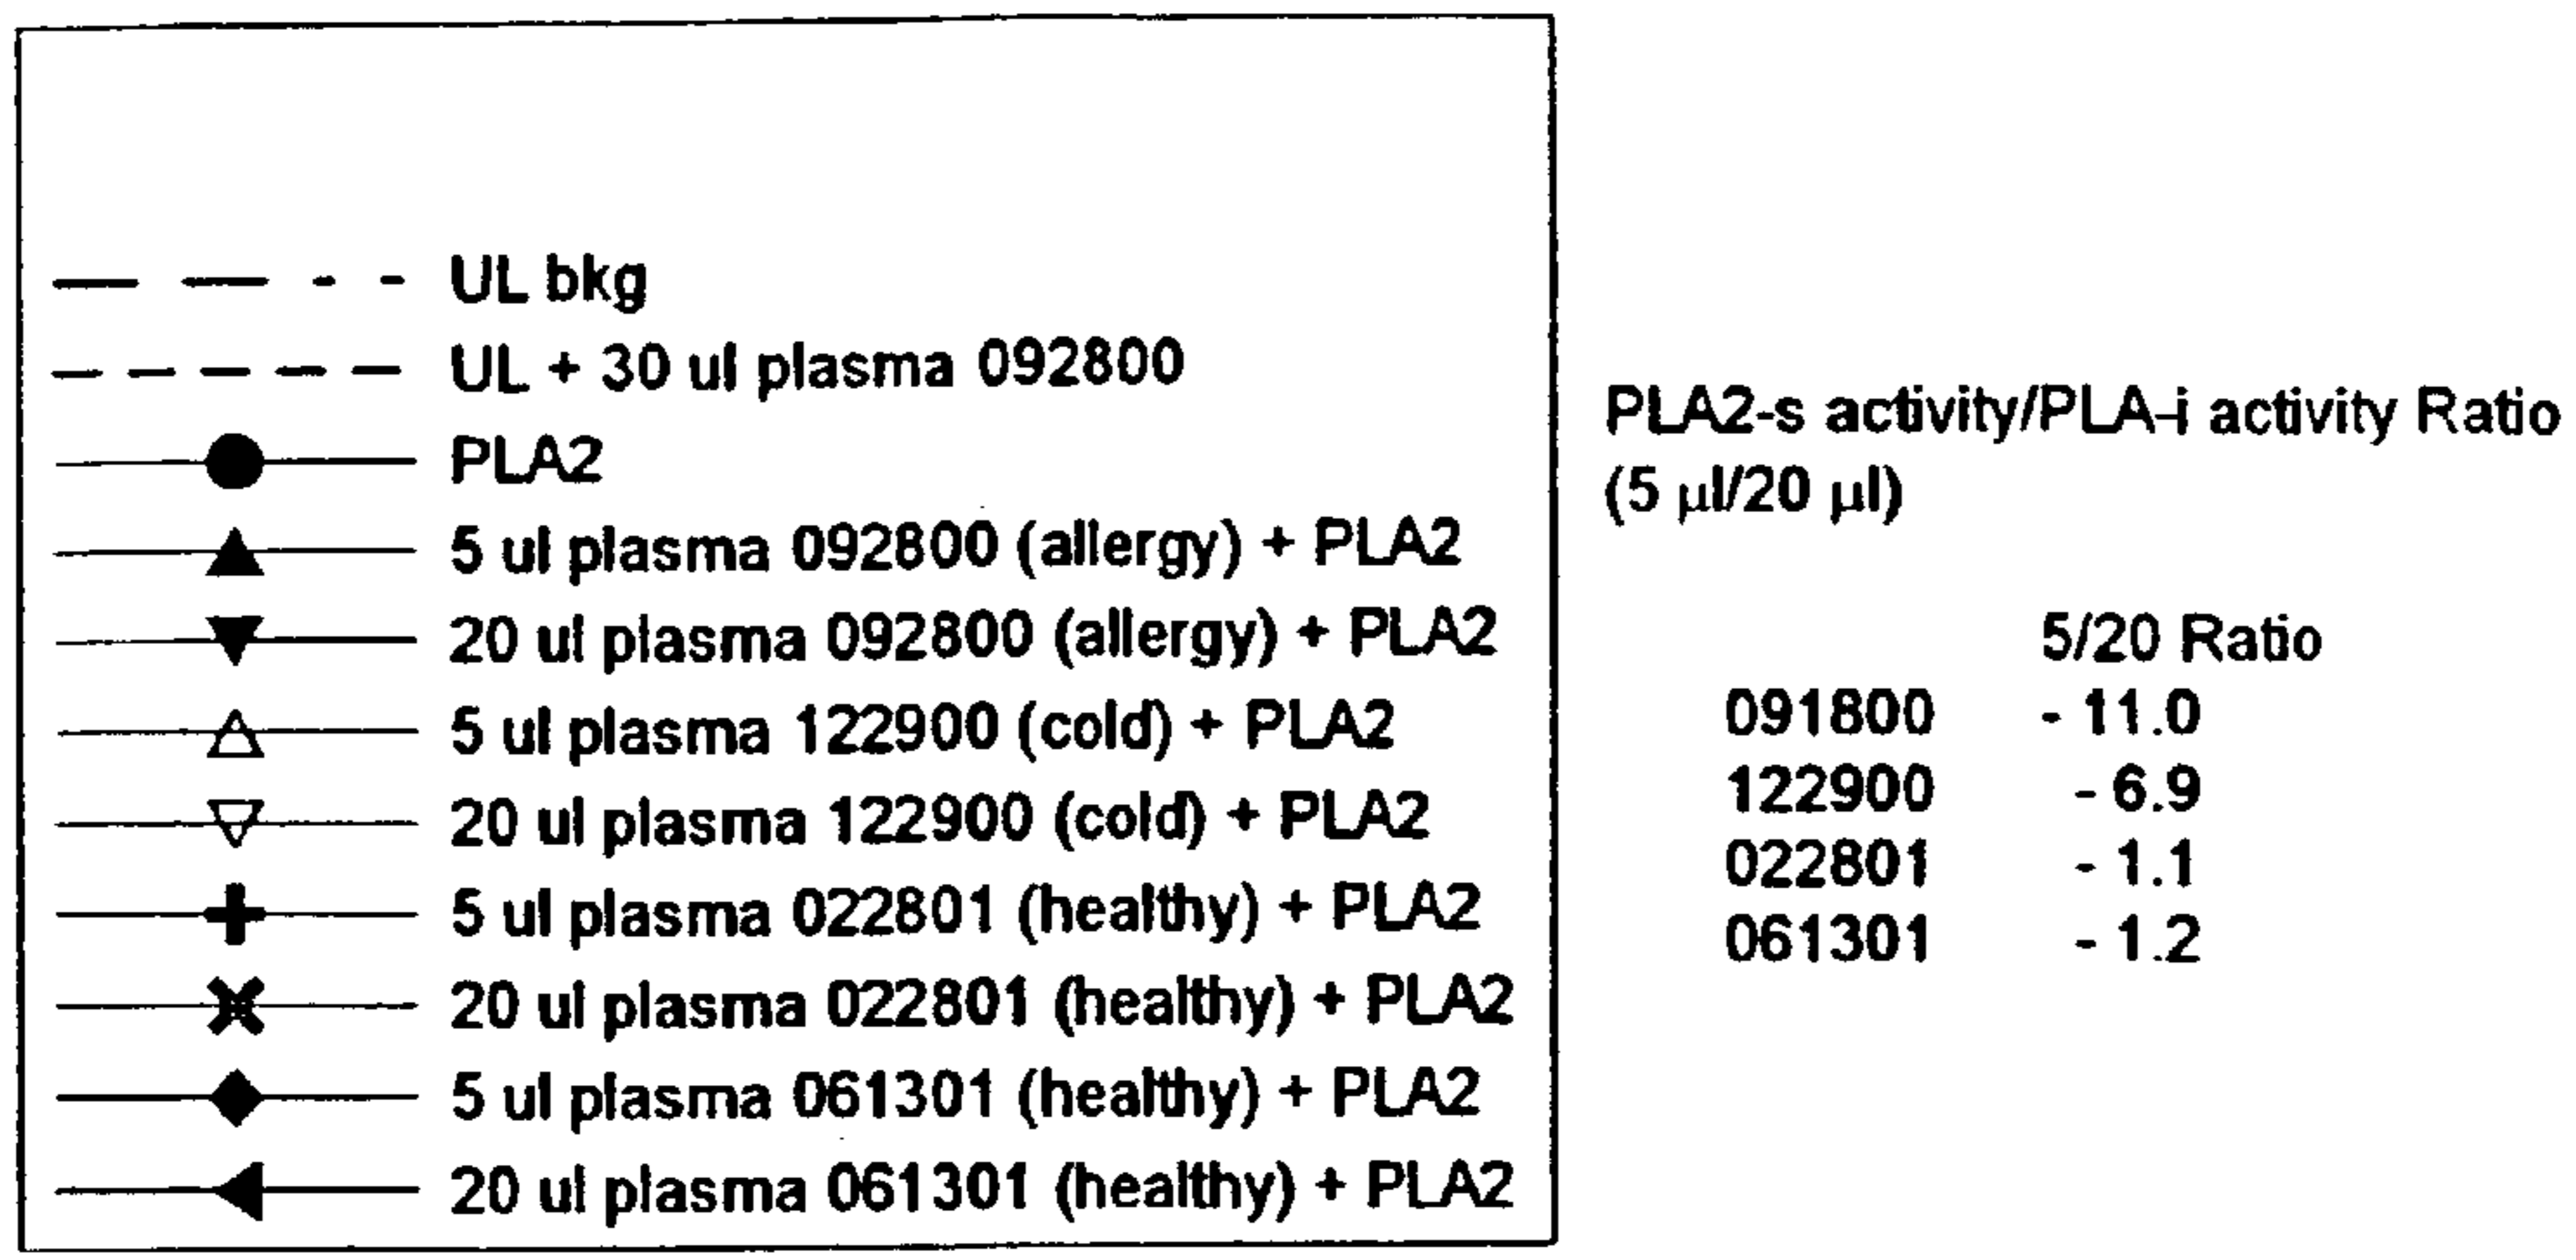 UL bkg
UL + 30 ul plasma 092800
PLA2
5 ul plasma 092800 (allergy) + PLA2
20 ul plasma 092800 (allergy) + PLA2
5 ul plasma 122900 (cold) + PLA2
20 ul plasma 122900 (cold) + PLA2
5 ul plasma 022801 (healthy) + PLA2
20 ul plasma 022801 (healthy) + PLA2
5 ul plasma 061301 (healthy) + PLA2
20 ul plasma 061301 (healthy) + PLA2
PLA2-s activity/PLA-i activity Ratio
(5 μl/20 μl)
5/20 Ratio
091800 - 11.0
122900 - 6.9
022801 - 1.1
061301 - 1.2